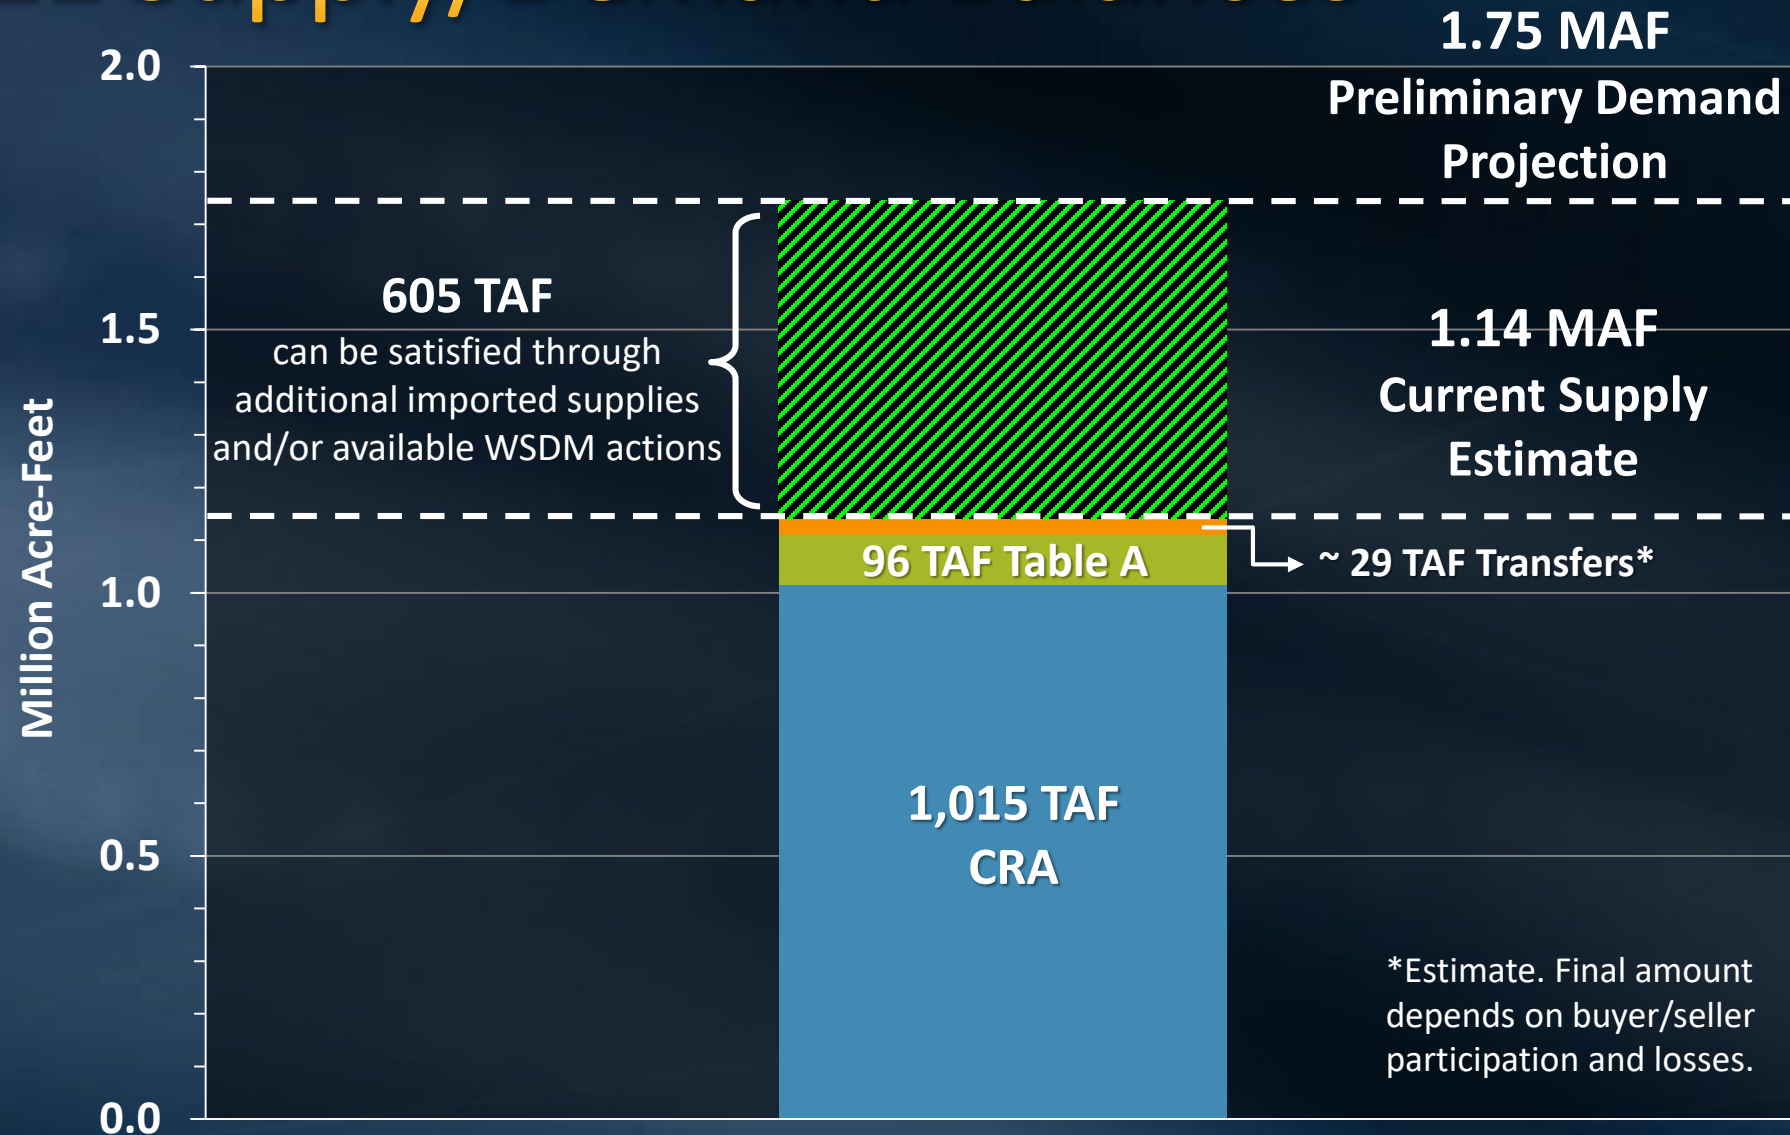 Supply/Demand Balances
1.75 MAF
Preliminary Demand
Projection
2.0
605 TAF
can be satisfied through
additional imported supplies
and/or available WSDM actions
1.5
1.14 MAF
Current Supply
Estimate
Million Acre-Feet
96 TAF Table A
~ 29 TAF Transfers*
1.0
1,015 TAF
CRA
0.5
*Estimate. Final amount
depends on buyer/seller
participation and losses.
0.0